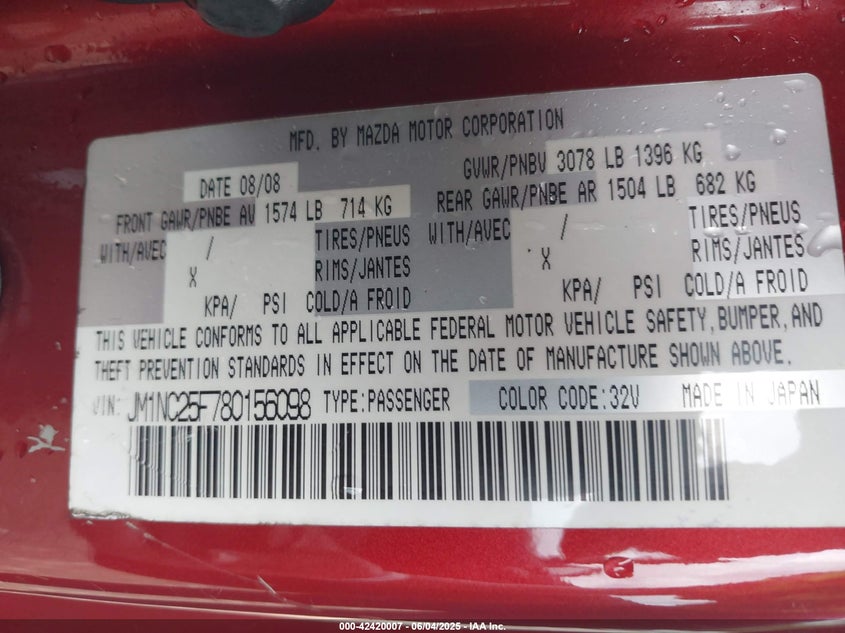 MFD. BY MAZDA MOTOR CORPORATION
DATE 08/08 GVWR/PNBV 3078 LB 1396 KG
FRONT GAWR/PNBE AV 1574 LB 714 KG REAR GAWR/PNBE AR 1504 LB 682 KG
WITH/AVEC / TIRES/PNEUS WITH/AVEC / TIRES/PNEUS
X RIMS/JANTES X RIMS/JANTES
KPA/ PSI COLD/A FROID KPA/ PSI COLD/A FROID
THIS VEHICLE CONFORMS TO ALL APPLICABLE FEDERAL MOTOR VEHICLE SAFETY, BUMPER, AND
THEFT PREVENTION STANDARDS IN EFFECT ON THE DATE OF MANUFACTURE SHOWN ABOVE.
VIN: JM1NC25F780156098 TYPE:PASSENGER COLOR CODE:32V MADE IN JAPAN
000-42420007 - 06/04/2025 - IAA Inc.